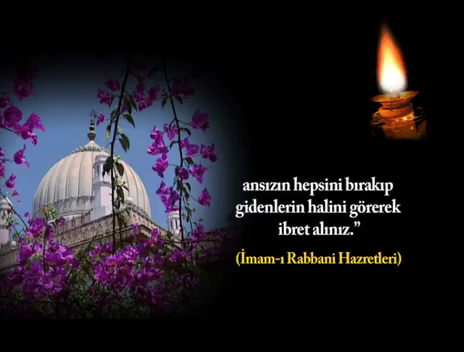 ansızın hepsini bırakıp
gidenlerin halini görerek
ibret alınız.”
(İmam-ı Rabbani Hazretleri)